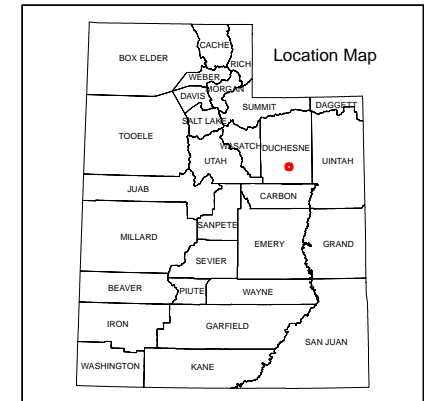 Location Map
CACHE
BOX ELDER
RICH
WEBER
MORGAN
DAVIS
SUMMIT
DAGGETT
SALT LAKE
TOOELE
WASATCH
DUCHESNE
UTAH
UINTAH
JUAB
CARBON
SANPETE
MILLARD
EMERY
GRAND
SEVIER
BEAVER
PIUTE
WAYNE
IRON
GARFIELD
SAN JUAN
WASHINGTON
KANE